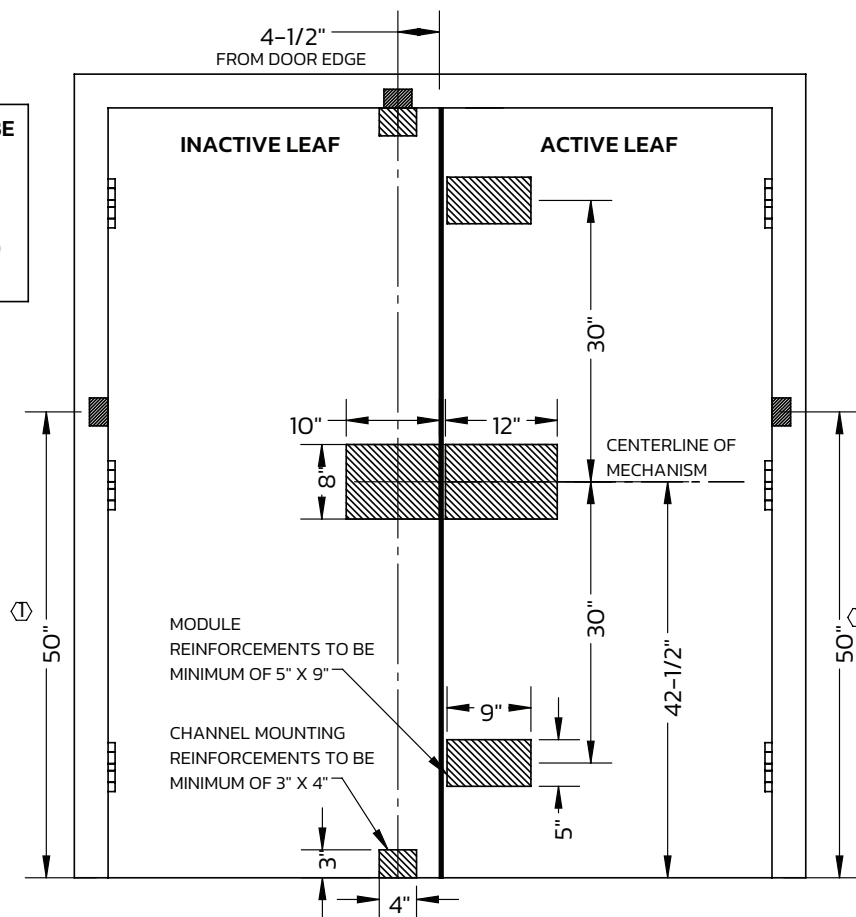 4-1/2"
FROM DOOR EDGE
BE
INACTIVE LEAF
ACTIVE LEAF
30"
10"
12"
CENTERLINE OF
MECHANISM
8"
1
50"
MODULE
REINFORCEMENTS TO BE
MINIMUM OF 5" X 9"
30"
42-1/2"
50"
9"
CHANNEL MOUNTING
REINFORCEMENTS TO BE
MINIMUM OF 3" X 4"
5"
3"
4"